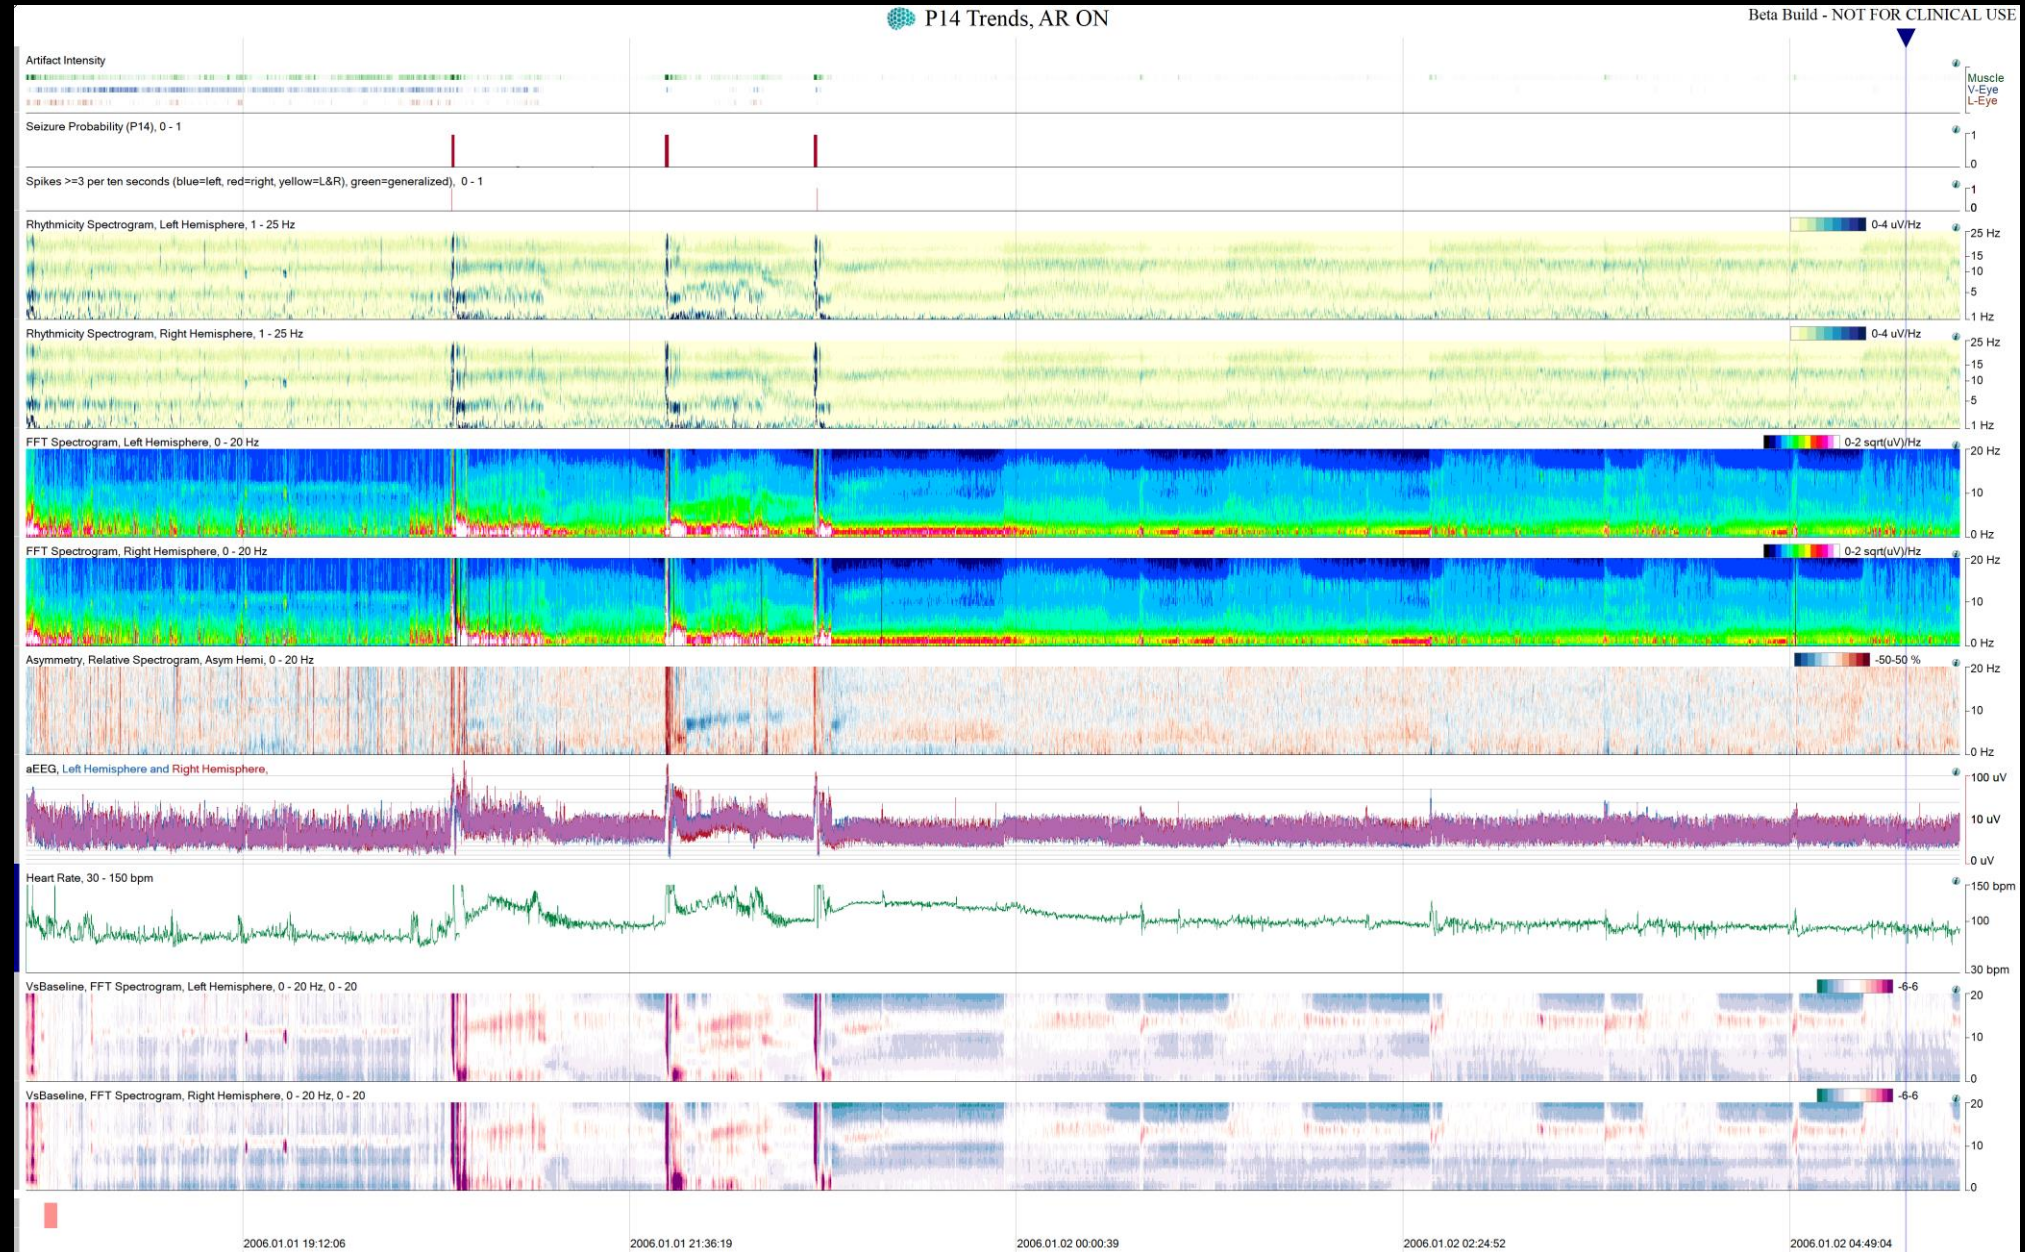 P14 Trends, AR ON
Beta Build - NOT FOR CLINICAL USE
Artifact Intensity
Muscle
V-Eye
L-Eye
Seizure Probability (P14), 0 - 1
1
0
Spikes >=3 per ten seconds (blue=left, red=right, yellow=L&R), green=generalized), 0 - 1
1
0
Rhythmicity Spectrogram, Left Hemisphere, 1 - 25 Hz
0-4 uV/Hz
25 Hz
15
10
5
1 Hz
Rhythmicity Spectrogram, Right Hemisphere, 1 - 25 Hz
0-4 uV/Hz
25 Hz
15
10
5
1 Hz
FFT Spectrogram, Left Hemisphere, 0 - 20 Hz
0-2 sqrt(uV)/Hz
20 Hz
10
0 Hz
FFT Spectrogram, Right Hemisphere, 0 - 20 Hz
0-2 sqrt(uV)/Hz
20 Hz
10
0 Hz
Asymmetry, Relative Spectrogram, Asym Hemi, 0 - 20 Hz
-50-50 %
20 Hz
10
0 Hz
aEEG, Left Hemisphere and Right Hemisphere,
100 uV
10 uV
0 uV
Heart Rate, 30 - 150 bpm
150 bpm
100
30 bpm
VsBaseline, FFT Spectrogram, Left Hemisphere, 0 - 20 Hz, 0 - 20
-6-6
20
10
0
VsBaseline, FFT Spectrogram, Right Hemisphere, 0 - 20 Hz, 0 - 20
-6-6
20
10
0
2006.01.01 19:12:06
2006.01.01 21:36:19
2006.01.02 00:00:39
2006.01.02 02:24:52
2006.01.02 04:49:04